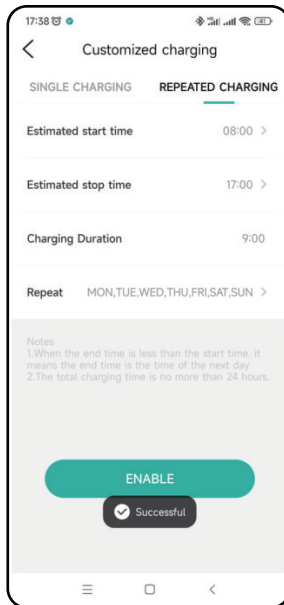 17:38
Customized charging
SINGLE CHARGING REPEATED CHARGING
Estimated start time 08:00
Estimated stop time 17:00
Charging Duration 9:00
Repeat MON,TUE,WED,THU,FRI,SAT,SUN
Notes
1.When the end time is less than the start time, it
means the end time is the time of the next day
2.The total charging time is no more than 24 hours.
ENABLE
Successful